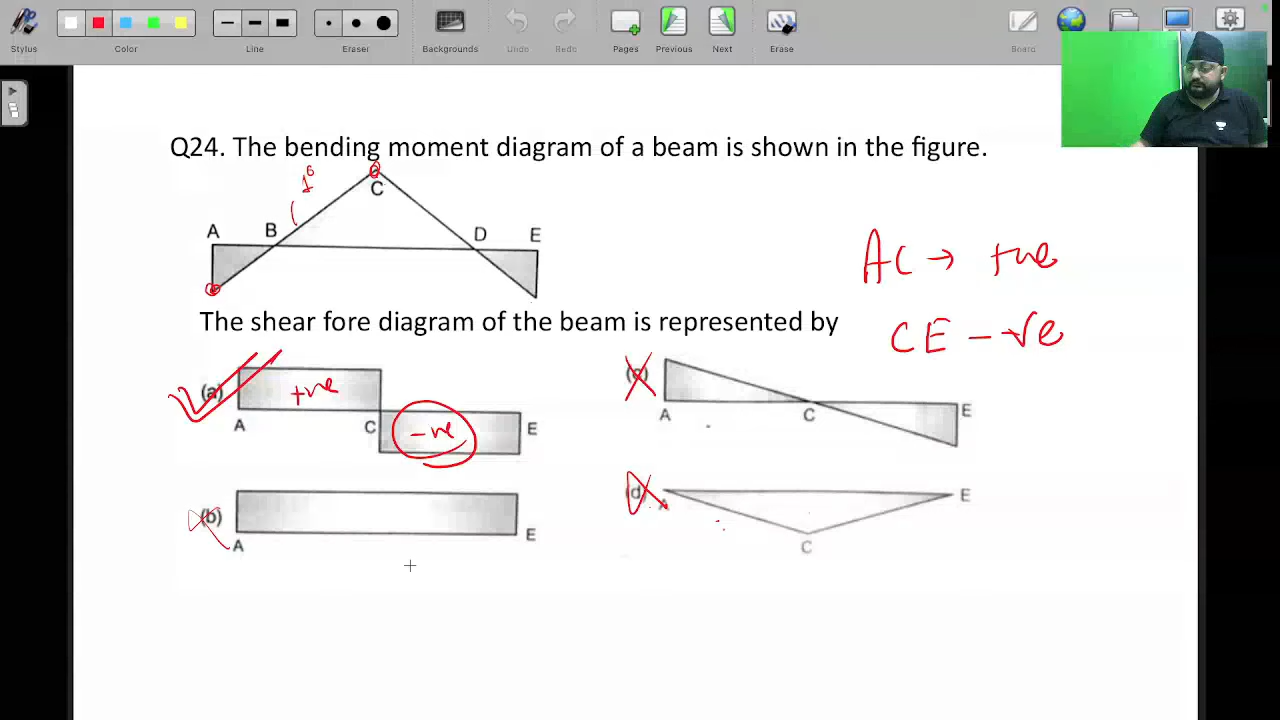 Stylus
Color
Line
Eraser
Backgrounds
Undo
Redo
Pages
Previous
Next
Erase
Board
Q24. The bending moment diagram of a beam is shown in the figure.
1°
C
A B D E
AC → +ve
The shear fore diagram of the beam is represented by
CE -ve
(a) +ve
A C -ve E
(c)
A C E
(b)
A E
(d)
A E
C